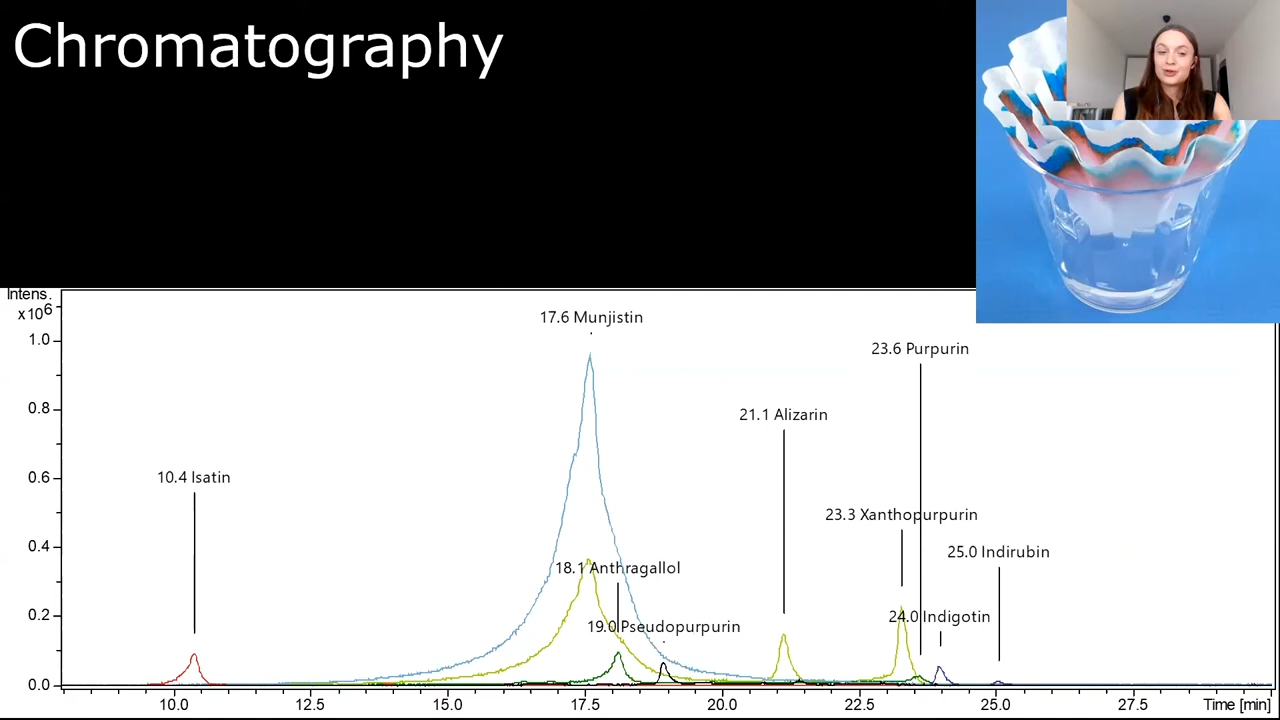 Chromatography
Intens.
x10⁶
1.0
0.8
0.6
0.4
0.2
0.0
10.4 Isatin
17.6 Munjistin
18.1 Anthragallol
19.0 Pseudopurpurin
21.1 Alizarin
23.6 Purpurin
23.3 Xanthopurpurin
25.0 Indirubin
24.0 Indigotin
10.0 12.5 15.0 17.5 20.0 22.5 25.0 27.5 Time [min]